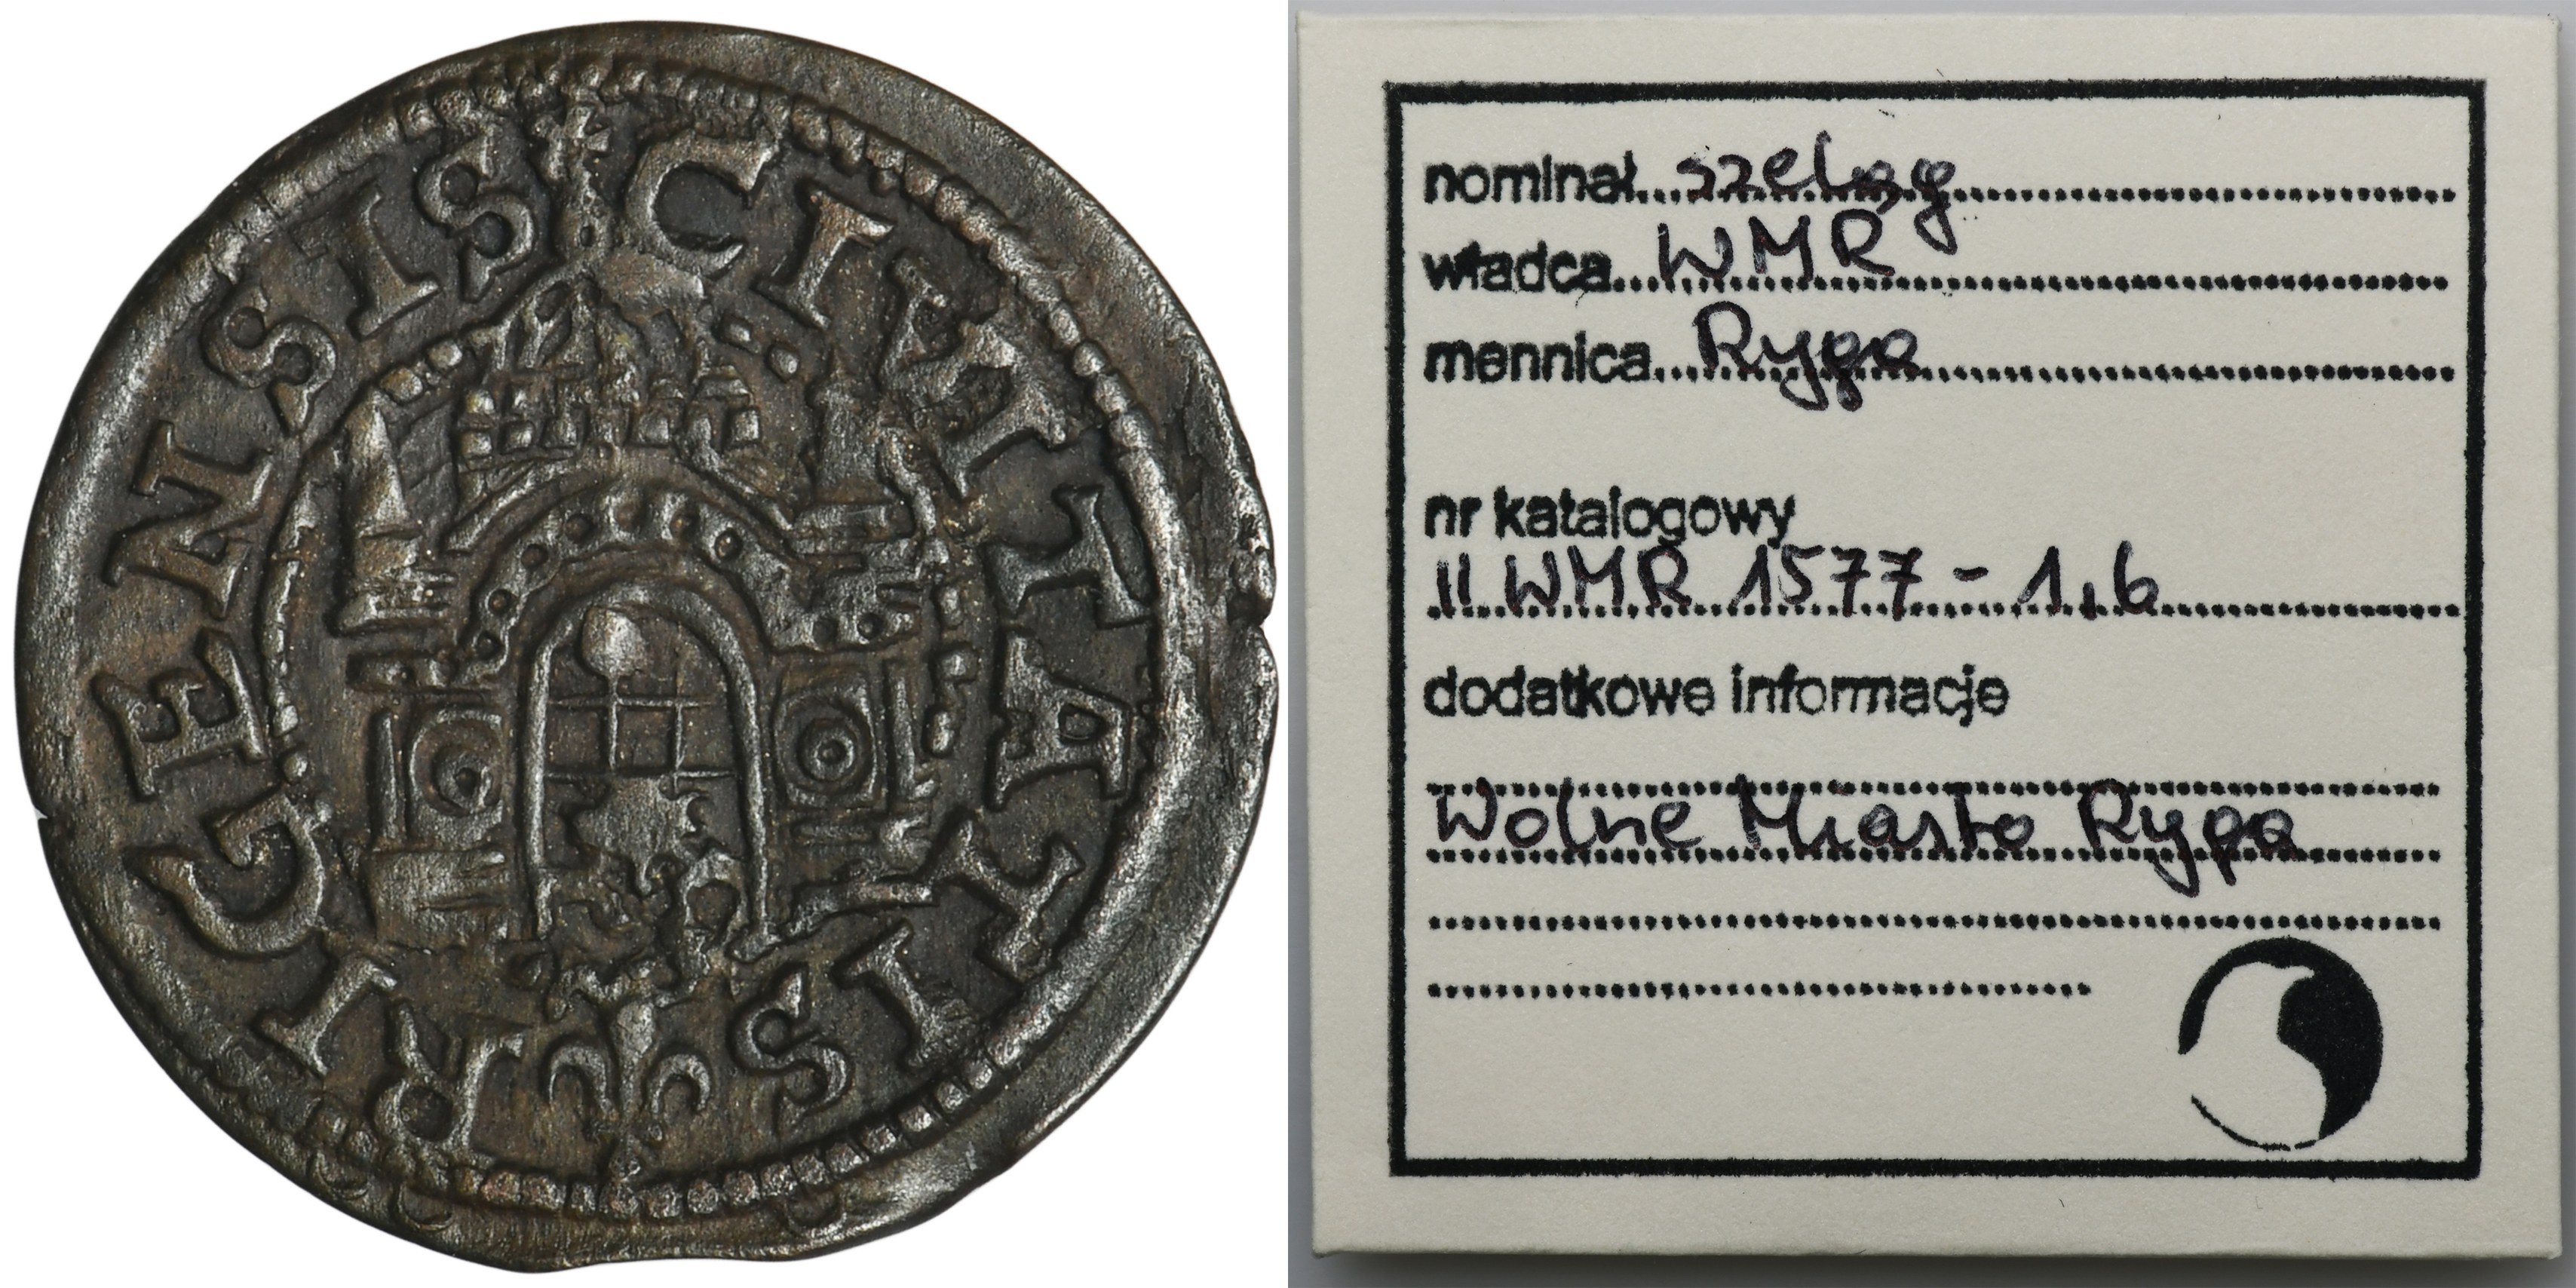 CIVITATIS RIGENSIS
nominał szeląg
władca WMR
mennica Ryga
nr katalogowy
II WMR 1577 - 1,6
dodatkowe informacje
Wolne Miasto Ryga